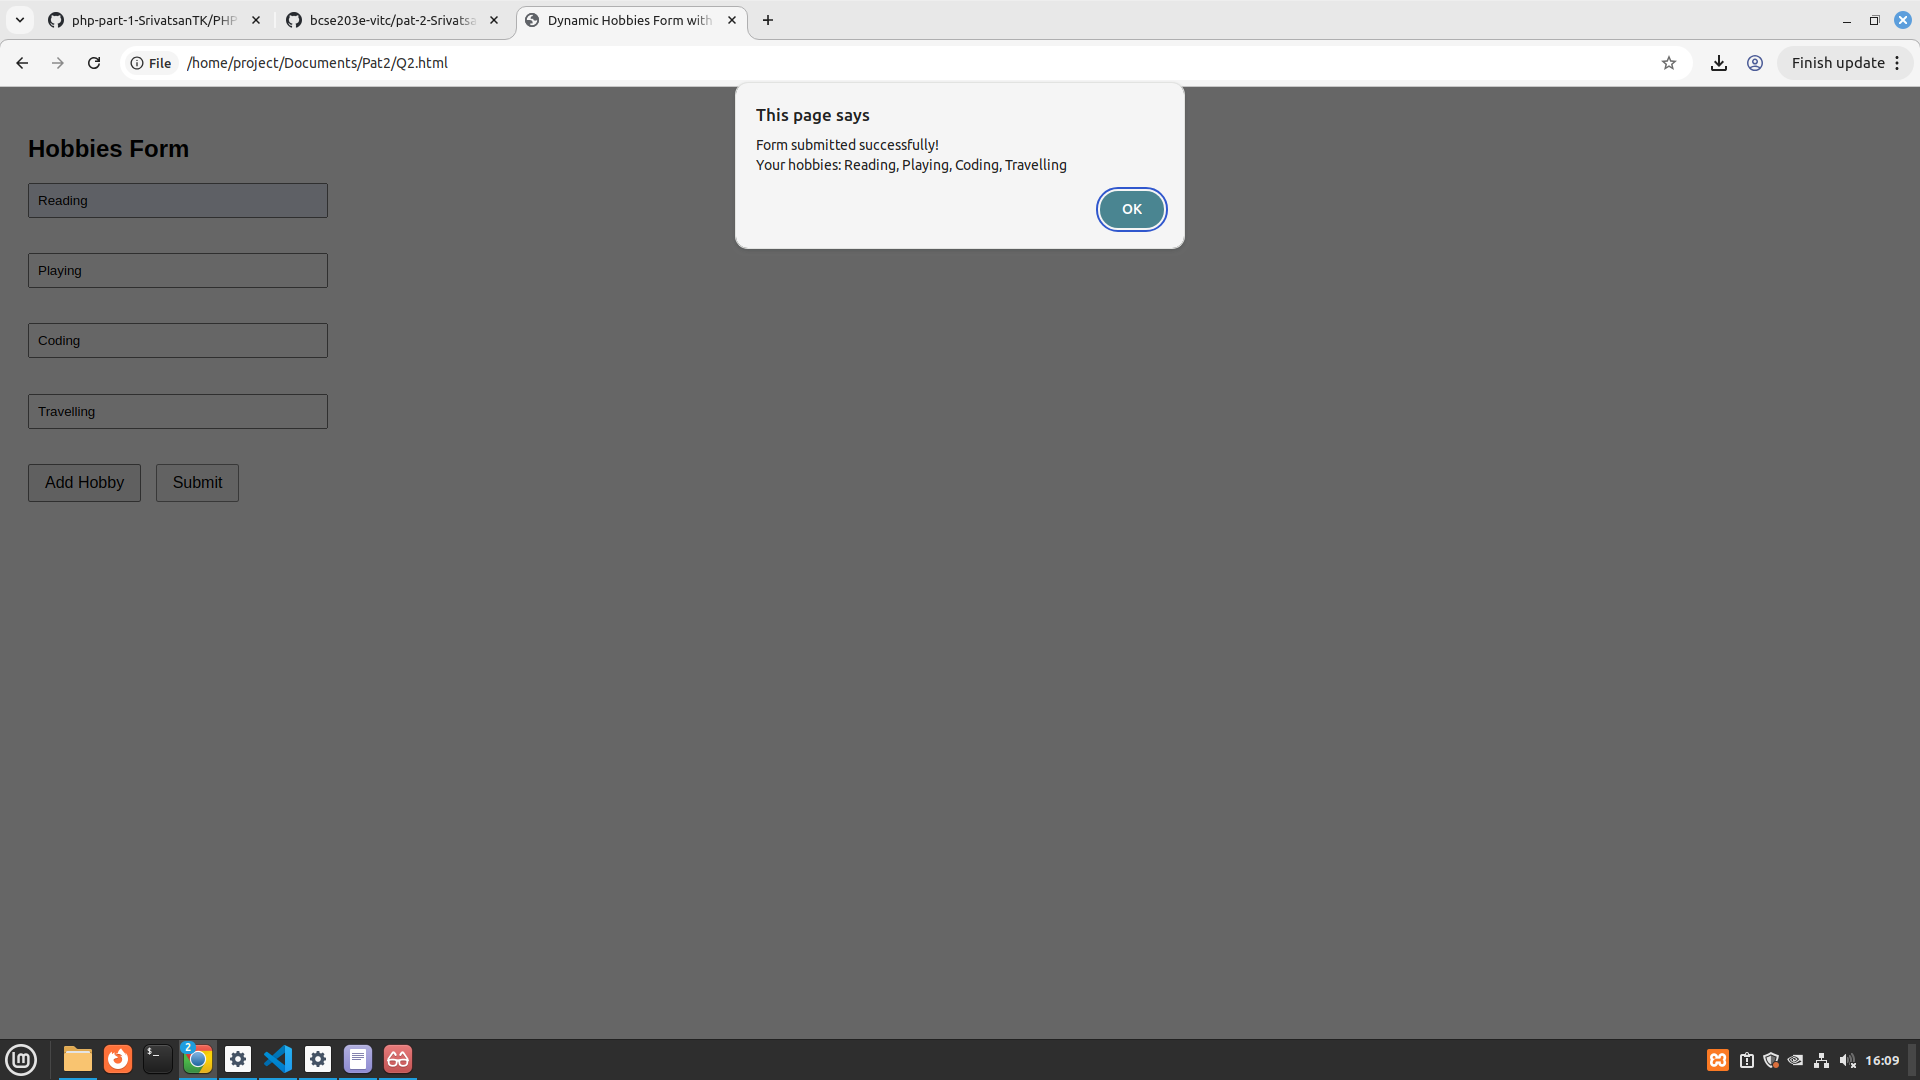 php-part-1-SrivatsanTK/PHP
bcse203e-vitc/pat-2-Srivatsa
Dynamic Hobbies Form with
File
/home/project/Documents/Pat2/Q2.html
Finish update
This page says
Form submitted successfully!
Your hobbies: Reading, Playing, Coding, Travelling
OK
Hobbies Form
Reading
Playing
Coding
Travelling
Add Hobby
Submit
$_
2
16:09